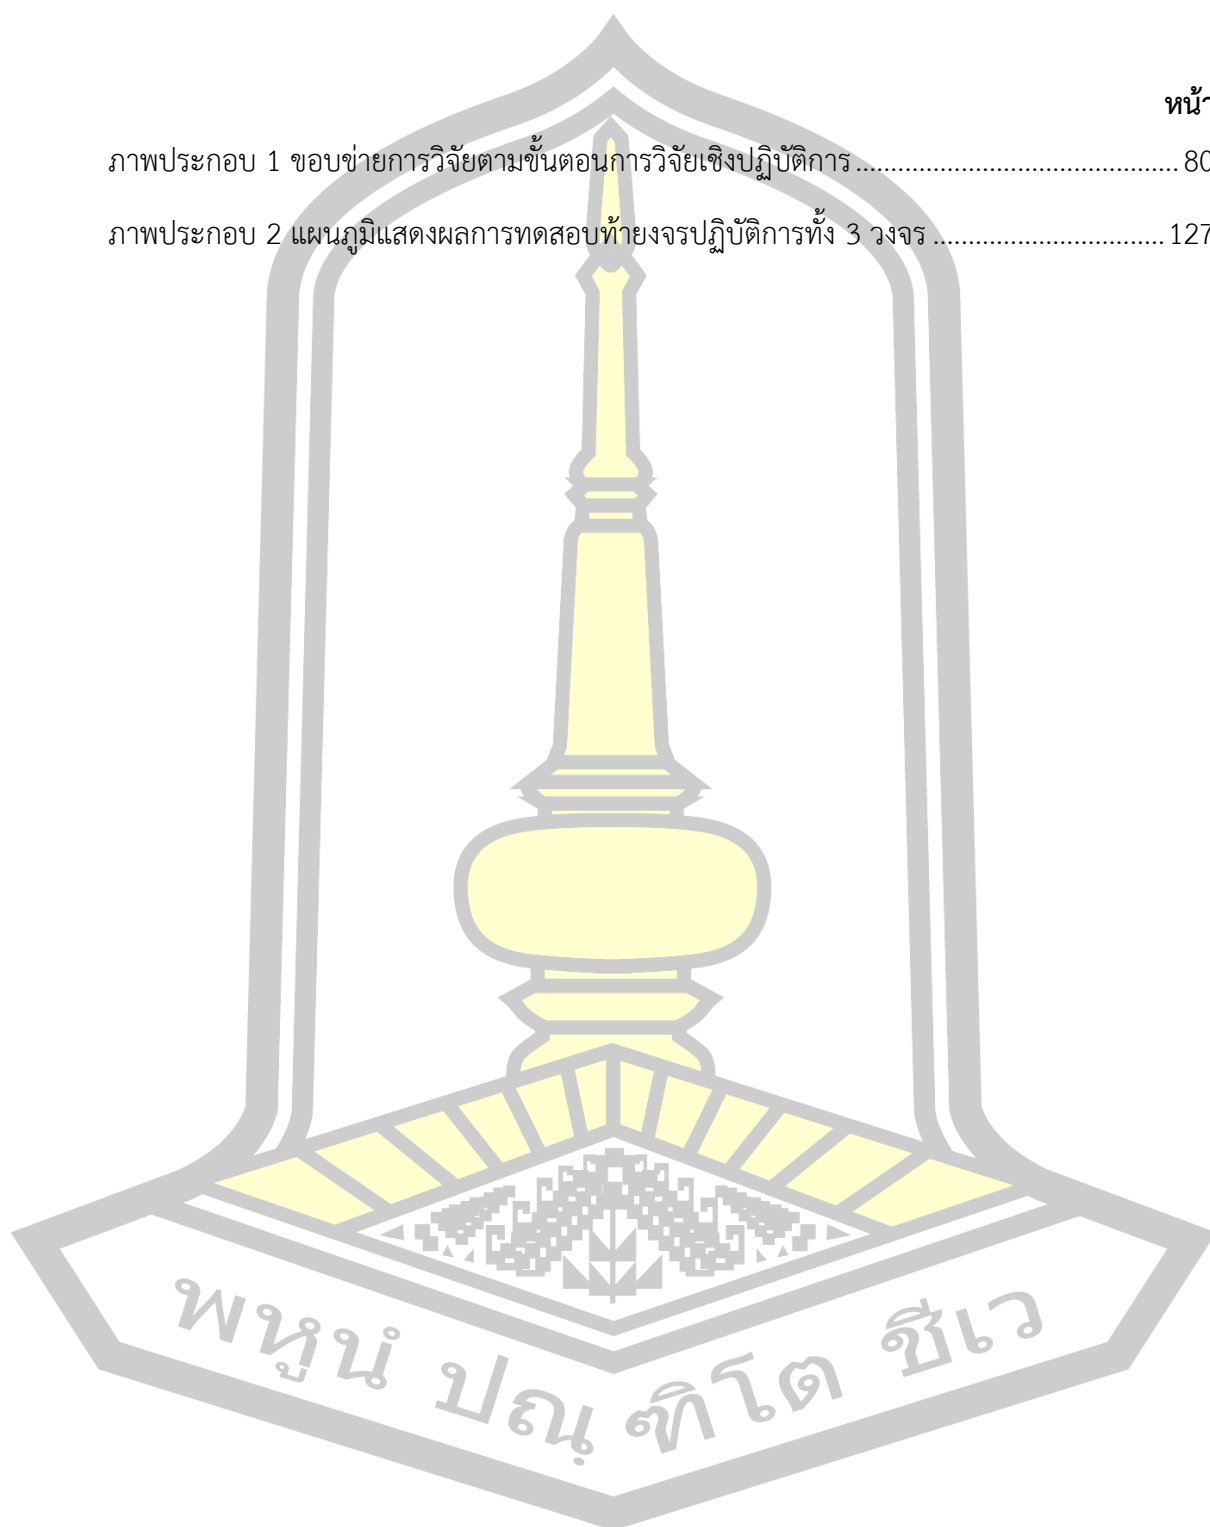 หน้า
ภาพประกอบ 1 ขอบข่ายการวิจัยตามขั้นตอนการวิจัยเชิงปฏิบัติการ ............................................. 80
ภาพประกอบ 2 แผนภูมิแสดงผลการทดสอบท้ายงจรปฏิบัติการทั้ง 3 วงจร ................................ 127
พหูนํ ปณฺ ฑิโต ชีเว